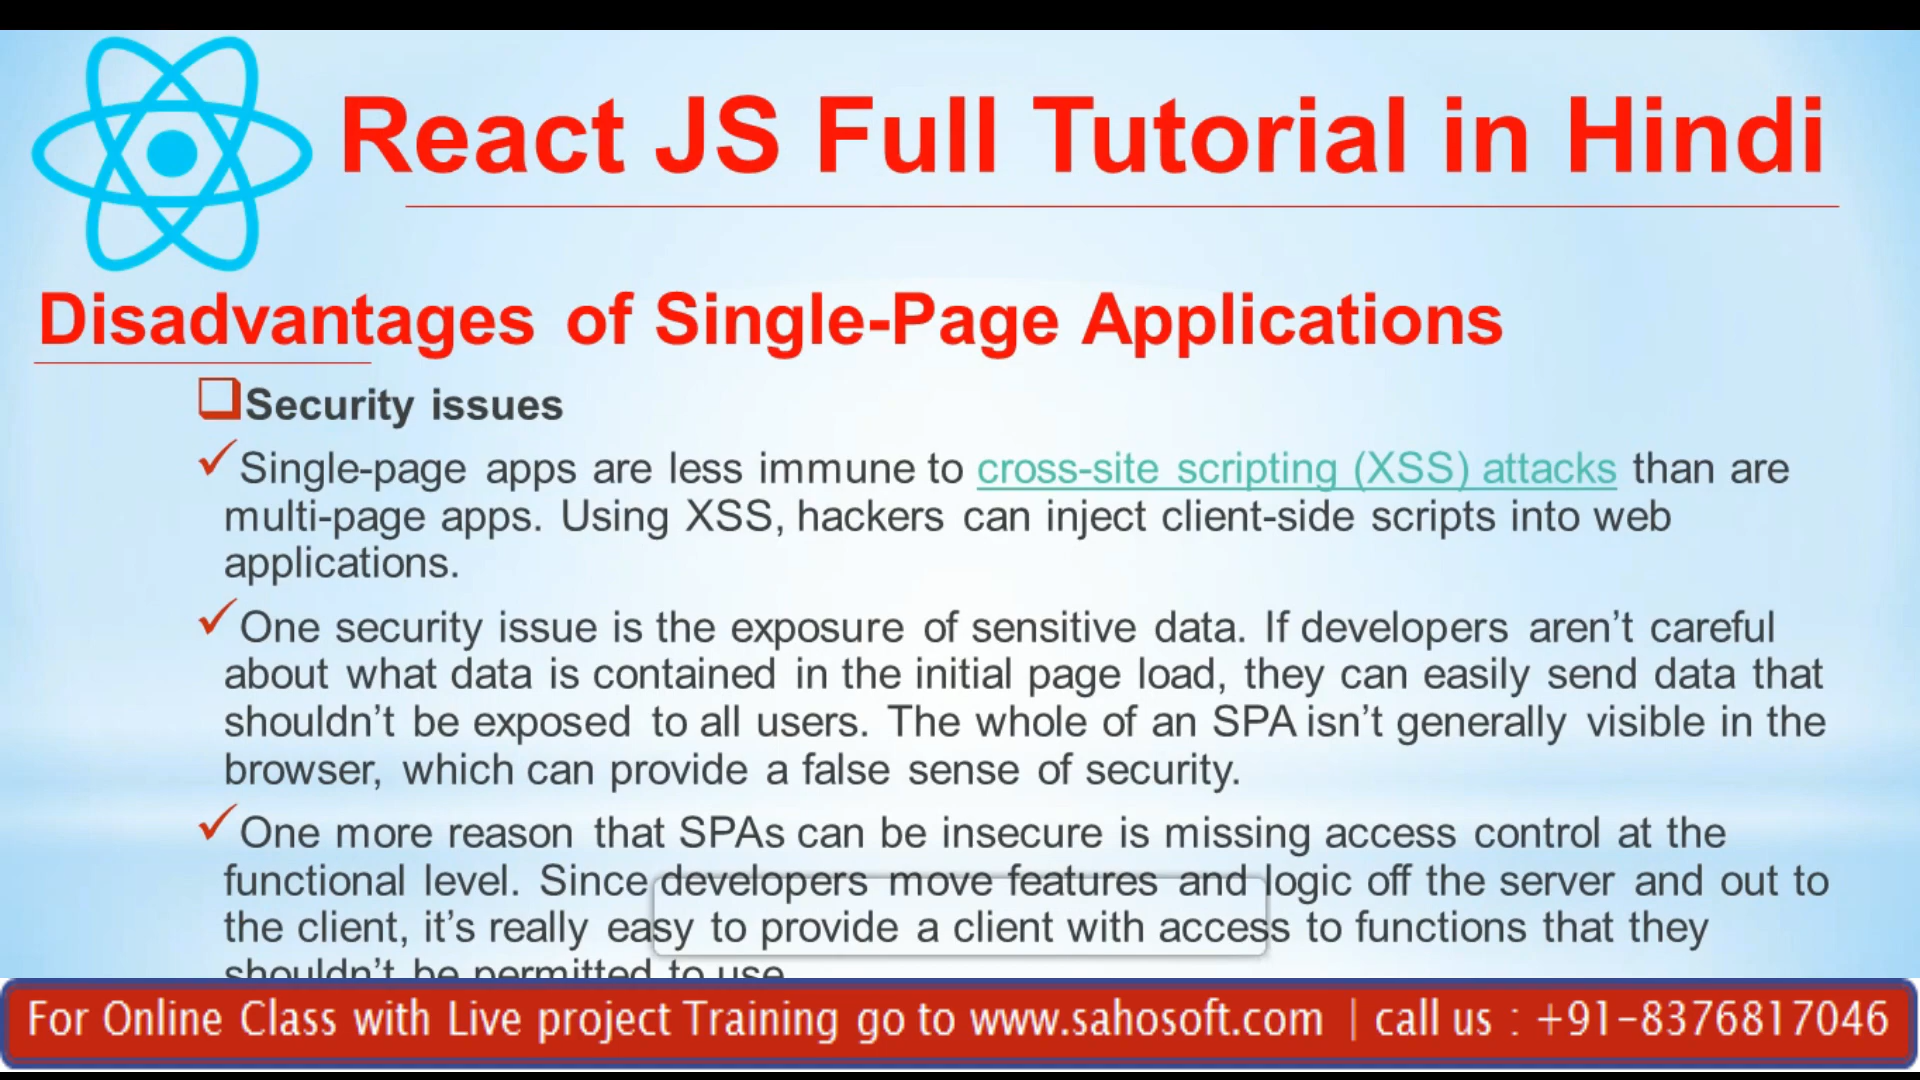 React JS Full Tutorial in Hindi
Disadvantages of Single-Page Applications
Security issues
Single-page apps are less immune to cross-site scripting (XSS) attacks than are
multi-page apps. Using XSS, hackers can inject client-side scripts into web
applications.
One security issue is the exposure of sensitive data. If developers aren’t careful
about what data is contained in the initial page load, they can easily send data that
shouldn’t be exposed to all users. The whole of an SPA isn’t generally visible in the
browser, which can provide a false sense of security.
One more reason that SPAs can be insecure is missing access control at the
functional level. Since developers move features and logic off the server and out to
the client, it’s really easy to provide a client with access to functions that they
shouldn’t be permitted to use
For Online Class with Live project Training go to www.sahosoft.com | call us : +91-8376817046